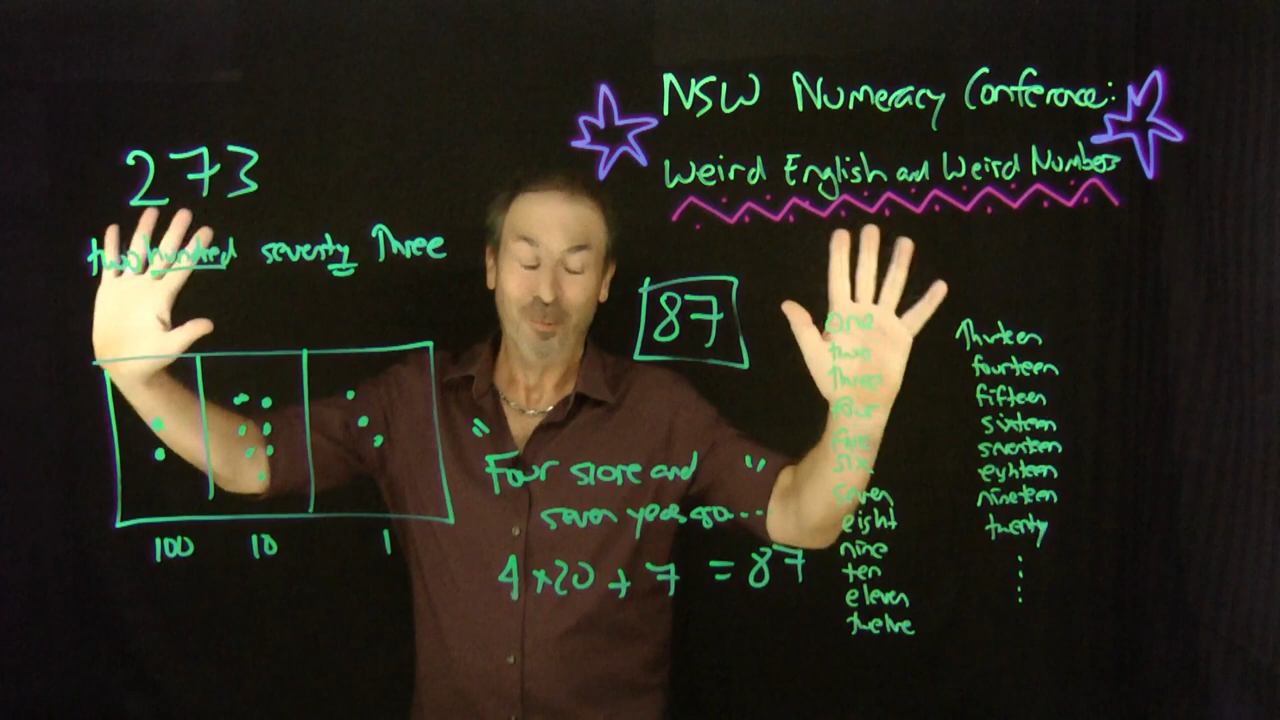 NSW Numeracy Conference:
Weird English and Weird Numbers
273
two hundred seventy Three
100 10 1
87
"Four score and
seven years ago...
"
4x20 + 7 = 87
one
two
Three
four
five
six
seven
eight
nine
ten
eleven
twelve
Thirteen
fourteen
fifteen
sixteen
seventeen
eighteen
nineteen
twenty